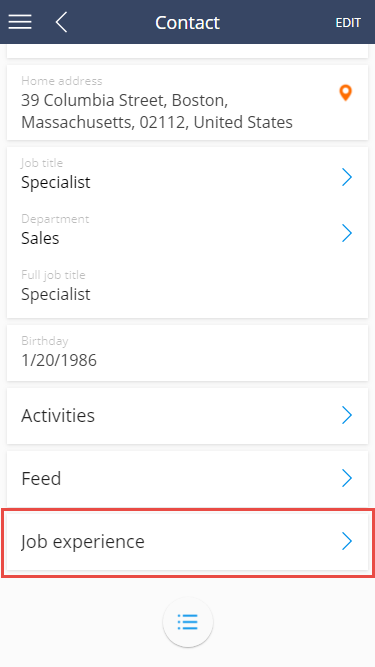 Contact
EDIT
Home address
39 Columbia Street, Boston,
Massachusetts, 02112, United States
Job title
Specialist
Department
Sales
Full job title
Specialist
Birthday
1/20/1986
Activities
Feed
Job experience